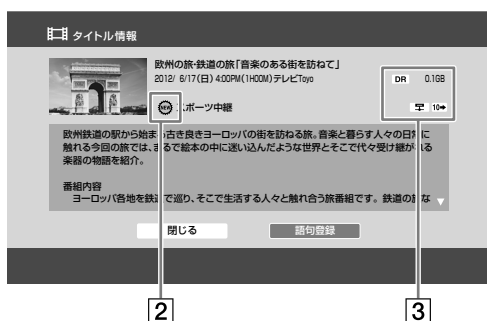 タイトル情報
欧州の旅・鉄道の旅「音楽のある街を訪ねて」
2012/ 6/17(日) 4:00PM(1H00M)テレビToyo
DR 0.1GB
NEW スポーツ中継
10➡
欧州鉄道の駅から始まる古き良きヨーロッパの街を訪ねる旅。音楽と暮らす人々の日常に
触れる今回の旅では、まるで絵本の中に迷い込んだような世界とそこで代々受け継がれる
楽器の物語を紹介。
番組内容
ヨーロッパ各地を鉄道で巡り、そこで生活する人々と触れ合う旅番組です。鉄道の旅な
閉じる 語句登録
2 3